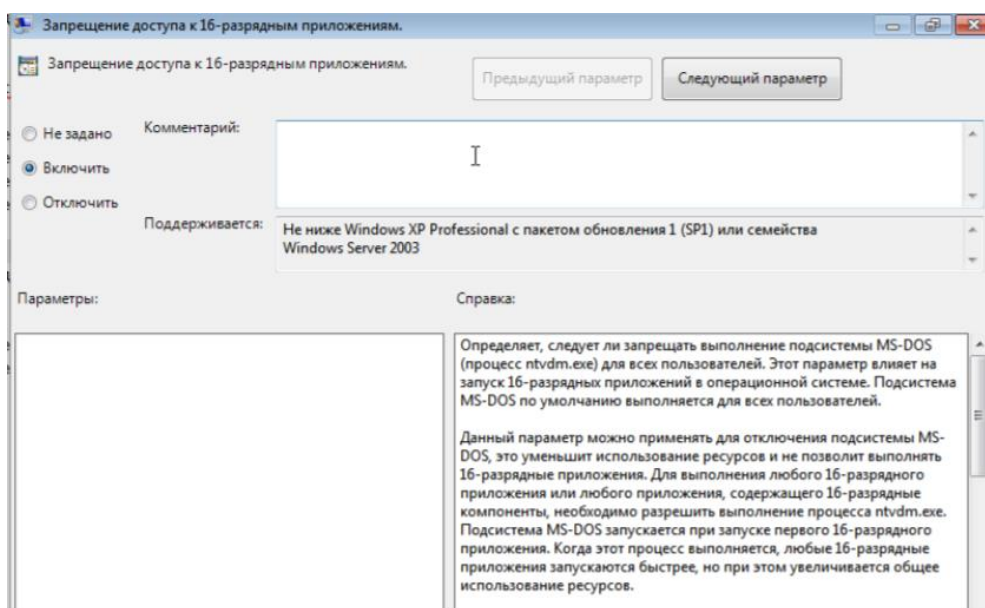 Запрещение доступа к 16-разрядным приложениям.
Запрещение доступа к 16-разрядным приложениям.
Предыдущий параметр
Следующий параметр
Не задано
Комментарий:
Включить
Отключить
Поддерживается:
Не ниже Windows XP Professional с пакетом обновления 1 (SP1) или семейства
Windows Server 2003
Параметры:
Справка:
Определяет, следует ли запрещать выполнение подсистемы MS-DOS
(процесс ntvdm.exe) для всех пользователей. Этот параметр влияет на
запуск 16-разрядных приложений в операционной системе. Подсистема
MS-DOS по умолчанию выполняется для всех пользователей.
Данный параметр можно применять для отключения подсистемы MS-
DOS, это уменьшит использование ресурсов и не позволит выполнять
16-разрядные приложения. Для выполнения любого 16-разрядного
приложения или любого приложения, содержащего 16-разрядные
компоненты, необходимо разрешить выполнение процесса ntvdm.exe.
Подсистема MS-DOS запускается при запуске первого 16-разрядного
приложения. Когда этот процесс выполняется, любые 16-разрядные
приложения запускаются быстрее, но при этом увеличивается общее
использование ресурсов.